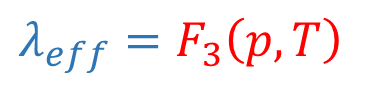 λ_eff = F_3(p, T)